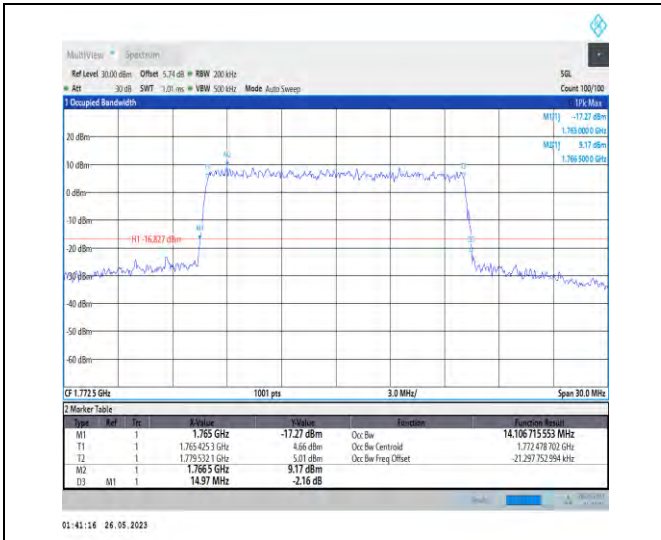 MultiView Spectrum
Ref Level 30.00 dBm Offset 5.74 dB RBW 200 kHz SGL
Att 30 dB SWT 1.01 ms VBW 500 kHz Mode Auto Sweep Count 100/100
1 Occupied Bandwidth 1Pk Max
M1[1] -17.27 dBm
1.765 000 0 GHz
M2[1] 9.17 dBm
1.766 500 0 GHz
20 dBm
10 dBm
M2
T1 T2
0 dBm
-10 dBm
M1
H1 -16.827 dBm D3
-20 dBm
-30 dBm
-40 dBm
-50 dBm
-60 dBm
CF 1.7725 GHz 1001 pts 3.0 MHz/ Span 30.0 MHz
2 Marker Table
Type Ref Trc X-Value Y-Value Function Function Result
M1 1 1.765 GHz -17.27 dBm Occ Bw 14.106 715 553 MHz
T1 1 1.765 425 3 GHz 4.66 dBm Occ Bw Centroid 1.772 478 702 GHz
T2 1 1.779 532 1 GHz 5.01 dBm Occ Bw Freq Offset -21.297 752 994 kHz
M2 1 1.7665 GHz 9.17 dBm
D3 M1 1 14.97 MHz -2.16 dB
01:41:16 26.05.2023